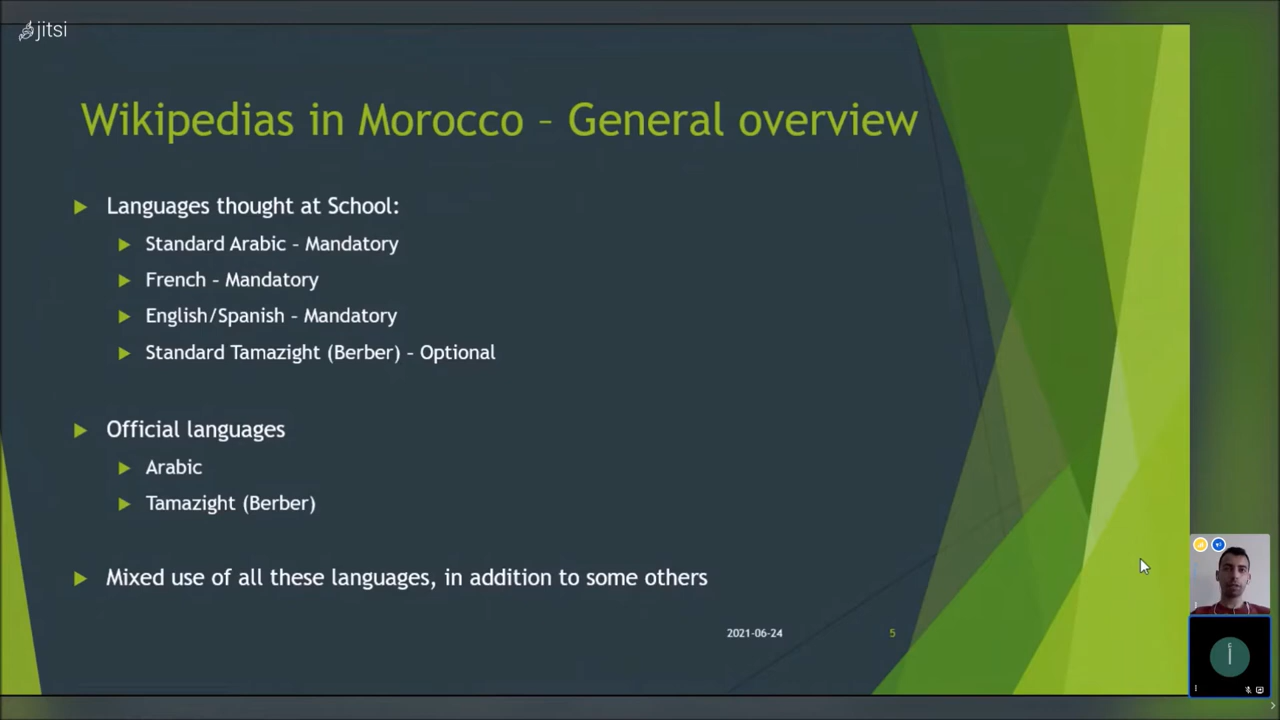 jitsi
Wikipedias in Morocco – General overview
Languages thought at School:
Standard Arabic – Mandatory
French – Mandatory
English/Spanish – Mandatory
Standard Tamazight (Berber) – Optional
Official languages
Arabic
Tamazight (Berber)
Mixed use of all these languages, in addition to some others
2021-06-24
5